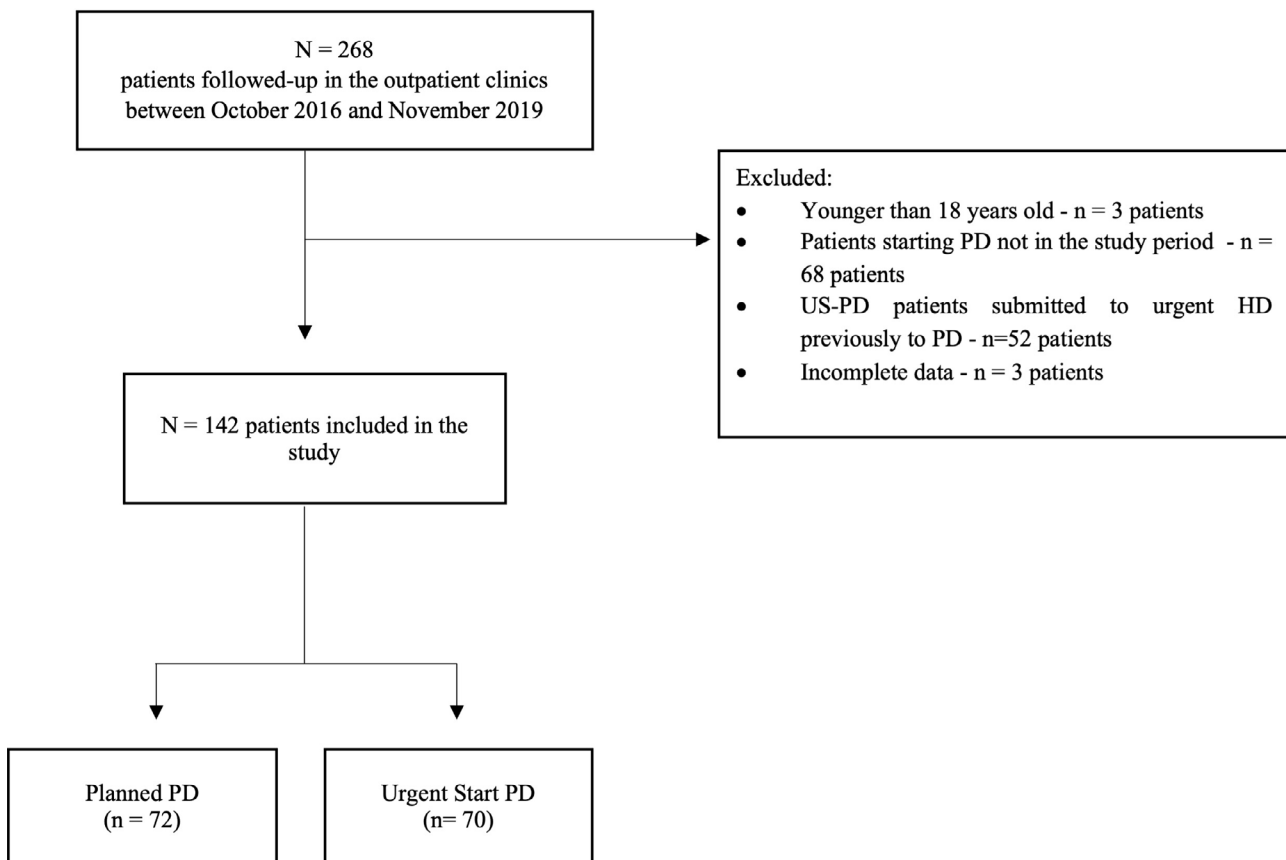 N = 268
patients followed-up in the outpatient clinics
between October 2016 and November 2019
Excluded:
• Younger than 18 years old - n = 3 patients
• Patients starting PD not in the study period - n =
68 patients
• US-PD patients submitted to urgent HD
previously to PD - n=52 patients
• Incomplete data - n = 3 patients
N = 142 patients included in the
study
Planned PD
(n = 72)
Urgent Start PD
(n= 70)